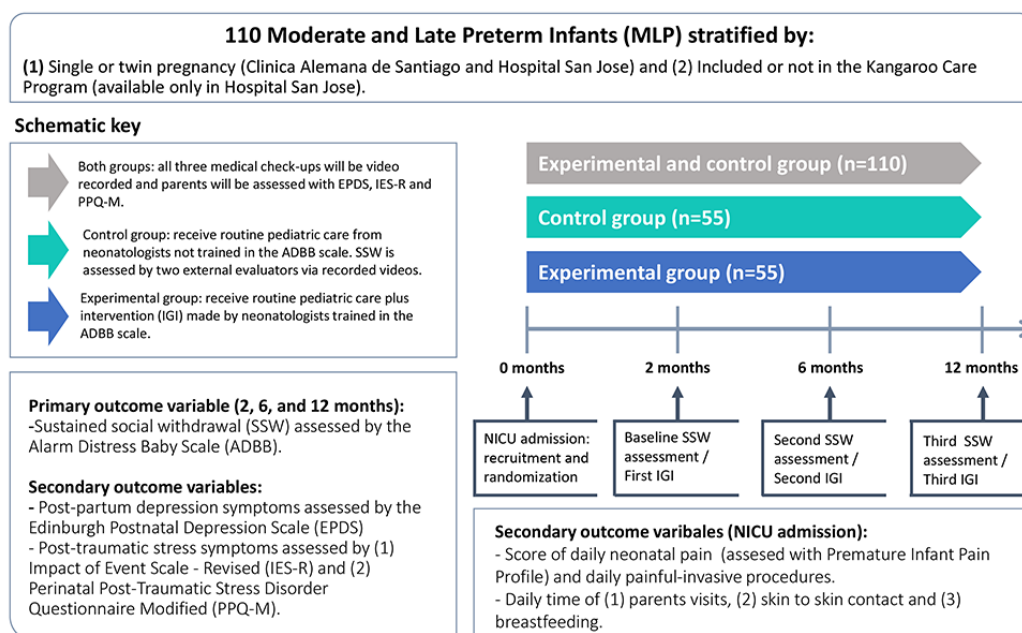 110 Moderate and Late Preterm Infants (MLP) stratified by:
(1) Single or twin pregnancy (Clinica Alemana de Santiago and Hospital San Jose) and (2) Included or not in the Kangaroo Care
Program (available only in Hospital San Jose).
Schematic key
Both groups: all three medical check-ups will be video
recorded and parents will be assessed with EPDS, IES-R and
PPQ-M.
Control group: receive routine pediatric care from
neonatologists not trained in the ADBB scale. SSW is
assessed by two external evaluators via recorded videos.
Experimental group: receive routine pediatric care plus
intervention (IGI) made by neonatologists trained in the
ADBB scale.
Experimental and control group (n=110)
Control group (n=55)
Experimental group (n=55)
0 months
2 months
6 months
12 months
NICU admission:
recruitment and
randomization
Baseline SSW
assessment /
First IGI
Second SSW
assessment /
Second IGI
Third SSW
assessment /
Third IGI
Primary outcome variable (2, 6, and 12 months):
-Sustained social withdrawal (SSW) assessed by the
Alarm Distress Baby Scale (ADBB).
Secondary outcome variables:
- Post-partum depression symptoms assessed by the
Edinburgh Postnatal Depression Scale (EPDS)
- Post-traumatic stress symptoms assessed by (1)
Impact of Event Scale - Revised (IES-R) and (2)
Perinatal Post-Traumatic Stress Disorder
Questionnaire Modified (PPQ-M).
Secondary outcome varibales (NICU admission):
- Score of daily neonatal pain (assesed with Premature Infant Pain
Profile) and daily painful-invasive procedures.
- Daily time of (1) parents visits, (2) skin to skin contact and (3)
breastfeeding.